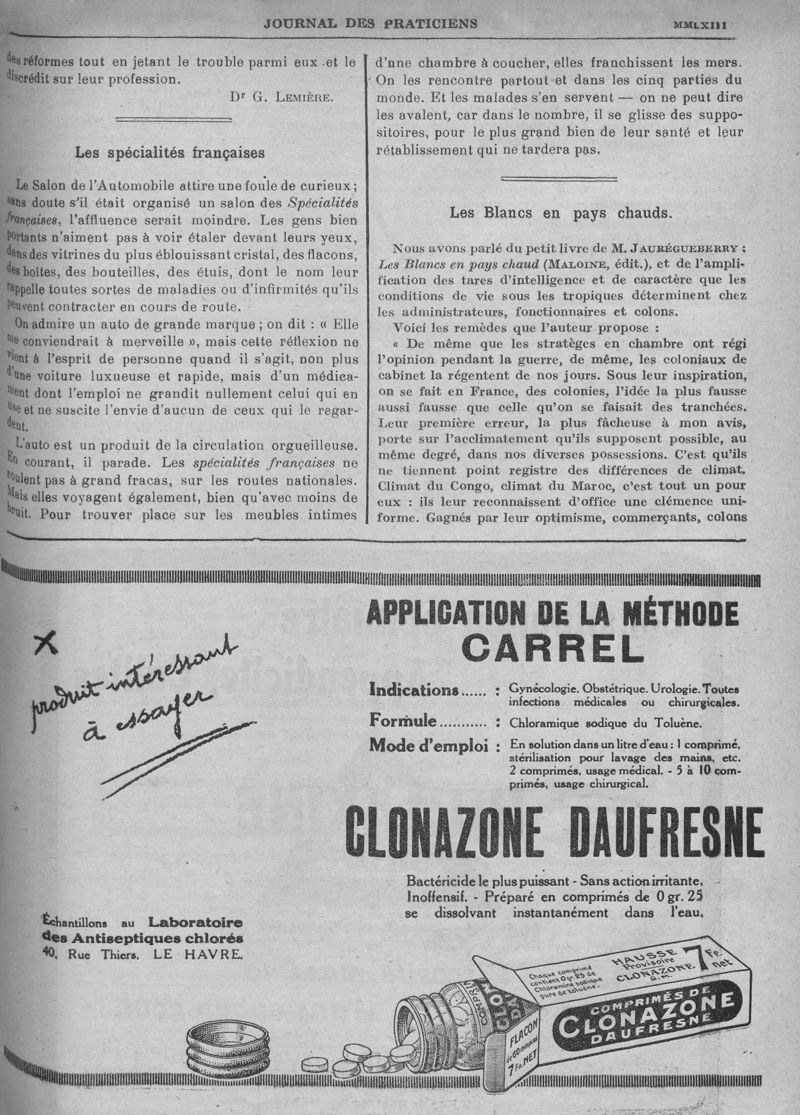 JOURNAL DES PRATICIENS
MMLXIII
des réformes tout en jetant le trouble parmi eux et le
discrédit sur leur profession.
Dr G. LEMIÈRE.
Les spécialités françaises
Le Salon de l'Automobile attire une foule de curieux ;
sans doute s'il était organisé un salon des Spécialités
françaises, l'affluence serait moindre. Les gens bien
portants n'aiment pas à voir étaler devant leurs yeux,
dans des vitrines du plus éblouissant cristal, des flacons,
des boîtes, des bouteilles, des étuis, dont le nom leur
rappelle toutes sortes de maladies ou d'infirmités qu'ils
peuvent contracter en cours de route.
On admire un auto de grande marque ; on dit : « Elle
me conviendrait à merveille », mais cette réflexion ne
vient à l'esprit de personne quand il s'agit, non plus
d'une voiture luxueuse et rapide, mais d'un médica-
ment dont l'emploi ne grandit nullement celui qui en
use et ne suscite l'envie d'aucun de ceux qui le regar-
dent.
L'auto est un produit de la circulation orgueilleuse.
En courant, il parade. Les spécialités françaises ne
roulent pas à grand fracas, sur les routes nationales.
Mais elles voyagent également, bien qu'avec moins de
bruit. Pour trouver place sur les meubles intimes
d'nne chambre à coucher, elles franchissent les mers.
On les rencontre partout et dans les cinq parties du
monde. Et les malades s'en servent — on ne peut dire
les avalent, car dans le nombre, il se glisse des suppo-
sitoires, pour le plus grand bien de leur santé et leur
rétablissement qui ne tardera pas.
Les Blancs en pays chauds.
Nous avons parlé du petit livre de M. JAURÉGUEBERRY :
Les Blancs en pays chaud (MALOINE, édit.), et de l'ampli-
fication des tares d'intelligence et de caractère que les
conditions de vie sous les tropiques déterminent chez
les administrateurs, fonctionnaires et colons.
Voici les remèdes que l'auteur propose :
« De même que les stratèges en chambre ont régi
l'opinion pendant la guerre, de même, les coloniaux de
cabinet la régentent de nos jours. Sous leur inspiration,
on se fait en France, des colonies, l'idée la plus fausse
aussi fausse que celle qu'on se faisait des tranchées.
Leur première erreur, la plus fâcheuse à mon avis,
porte sur l'acclimatement qu'ils supposent possible, au
même degré, dans nos diverses possessions. C'est qu'ils
ne tiennent point registre des différences de climat.
Climat du Congo, climat du Maroc, c'est tout un pour
eux : ils leur reconnaissent d'office une clémence uni-
forme. Gagnés par leur optimisme, commerçants, colons
X
produit intéressant
à essayer
APPLICATION DE LA MÉTHODE
CARREL
Indications...... : Gynécologie. Obstétrique. Urologie. Toutes
infections médicales ou chirurgicales.
Formule........... : Chloramique sodique du Toluène.
Mode d'emploi : En solution dans un litre d'eau : 1 comprimé,
stérilisation pour lavage des mains, etc.
2 comprimés, usage médical. - 5 à 10 com-
primés, usage chirurgical.
CLONAZONE DAUFRESNE
Bactéricide le plus puissant - Sans action irritante.
Inoffensif. - Préparé en comprimés de 0 gr. 25
se dissolvant instantanément dans l'eau.
Échantillons au Laboratoire
des Antiseptiques chlorés
40, Rue Thiers, LE HAVRE.
Chaque comprimé
contient 0 gr. 25 de
Chloramine sodique
pure de toluène.
HAUSSE
Provisoire
CLONAZONE
G.M.
7 Fr.
net
COMPRIMÉS DE
CLONAZONE
DAUFRESNE
FLACON
de 60 comprimés
7 Fr. NET